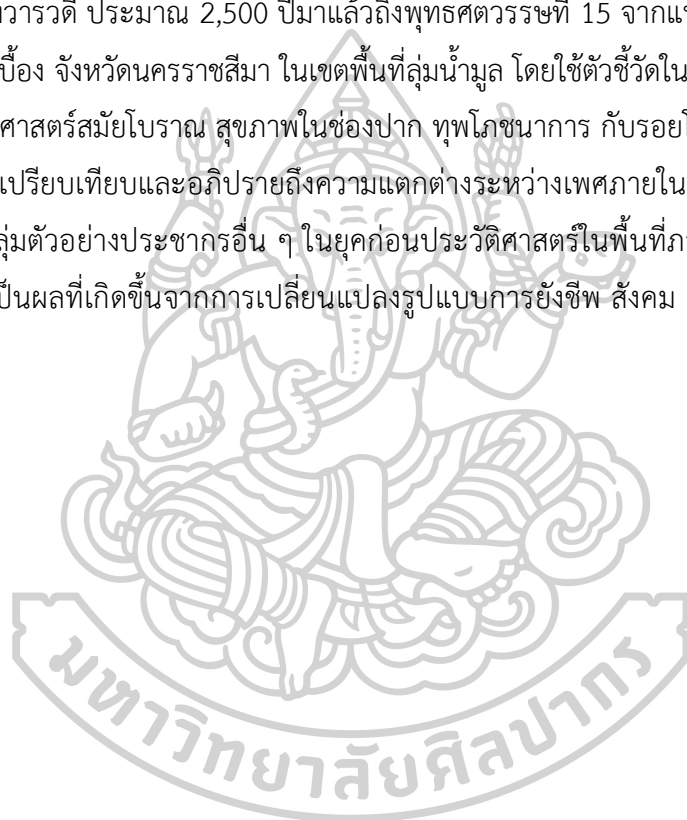 วารวดี ประมาณ 2,500 ปีมาแล้วถึงพุทธศตวรรษที่ 15
บื้อง จังหวัดนครราชสีมา ในเขตพื้นที่ลุ่มน้ำมูล โดยใช้ตัวชี้วัดใน
ศาสตร์สมัยโบราณ สุขภาพในช่องปาก ทุพโภชนาการ กับรอยโ
เปรียบเทียบและอภิปรายถึงความแตกต่างระหว่างเพศภายใน
ลุ่มตัวอย่างประชากรอื่น ๆ ในยุคก่อนประวัติศาสตร์ในพื้นที่ภ
ป็นผลที่เกิดขึ้นจากการเปลี่ยนแปลงรูปแบบการยังชีพ สังคม
มหาวิทยาลัยศิลปากร